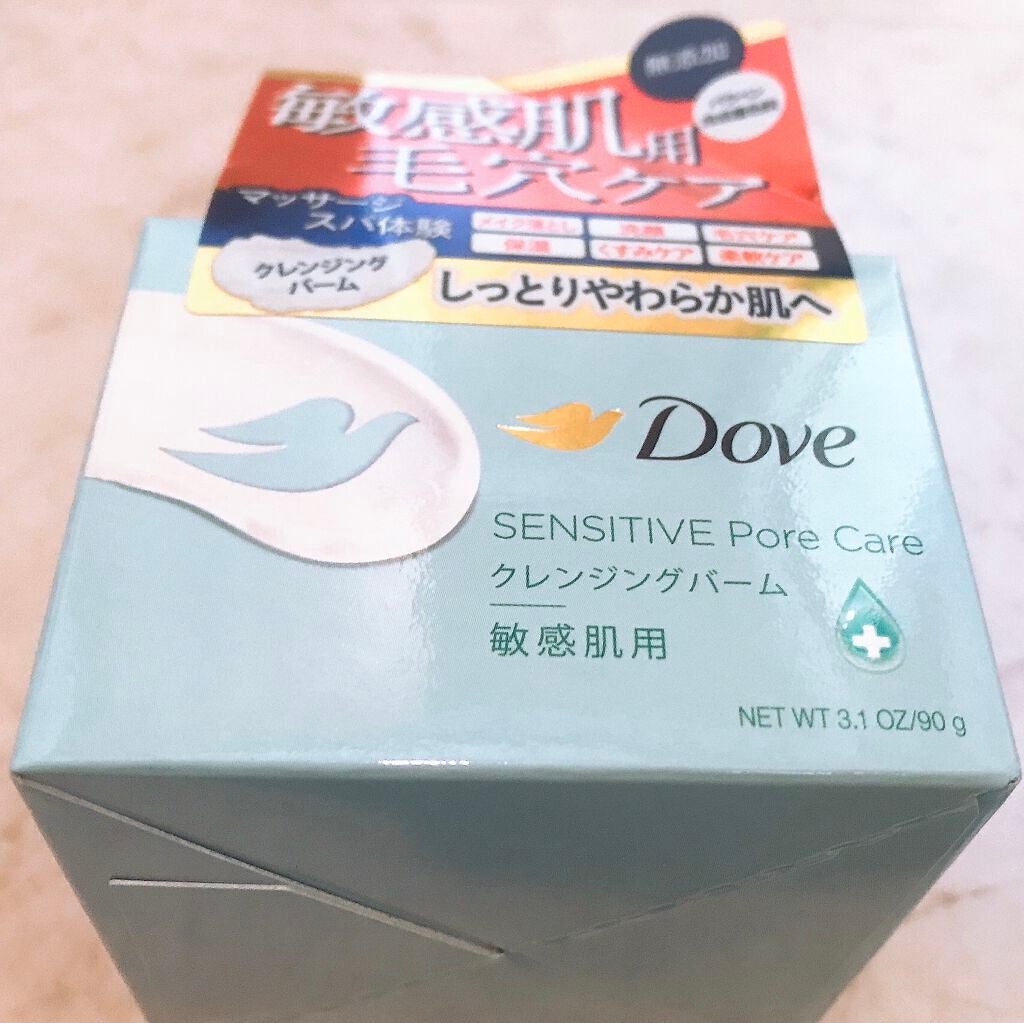 無添加
敏感肌用
毛穴ケア
マッサージ
スパ体験
メイク落とし 洗顔 毛穴ケア
保湿 くすみケア 柔軟ケア
クレンジング
バーム
しっとりやわらか肌へ
Dove
SENSITIVE Pore Care
クレンジングバーム
敏感肌用
NET WT 3.1 OZ/90 g